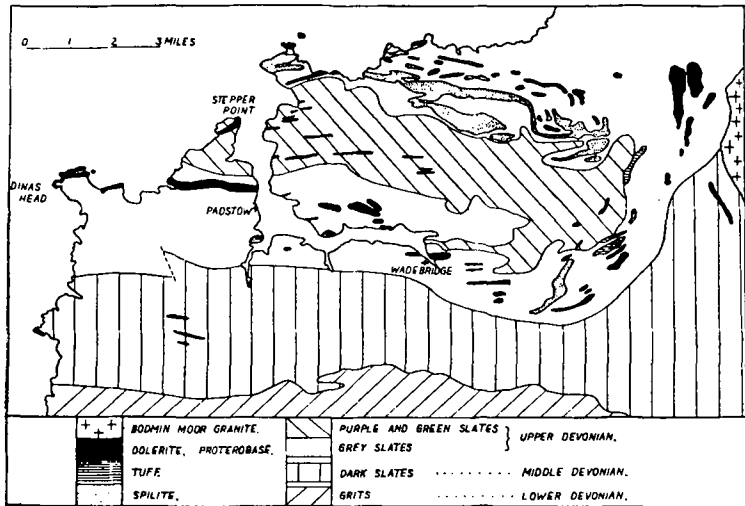 0 1 2 3 MILES
STEPPER
POINT
DINAS
HEAD
PADSTOW
WADEBRIDGE
BODMIN MOOR GRANITE.
DOLERITE, PROTEROBASE.
TUFF.
SPILITE.
PURPLE AND GREEN SLATES
GREY SLATES
} UPPER DEVONIAN.
DARK SLATES ......... MIDDLE DEVONIAN.
GRITS ......... LOWER DEVONIAN.